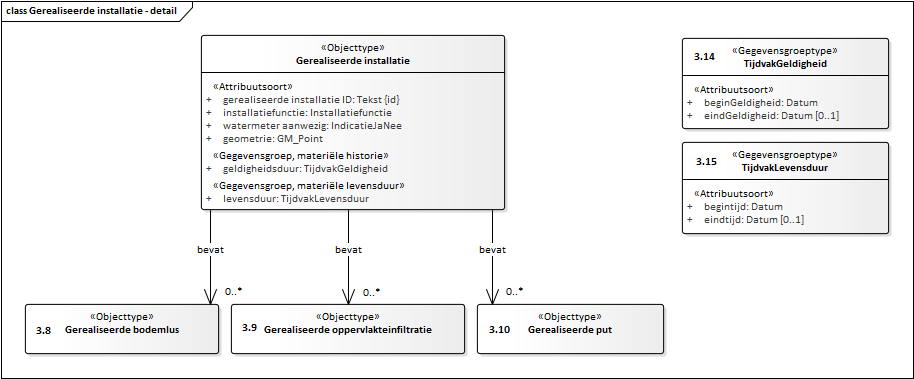 class Gerealiseerde installatie - detail
«Objecttype»
Gerealiseerde installatie
«Attribuutsoort»
+ gerealiseerde installatie ID: Tekst {id}
+ installatiefunctie: Installatiefunctie
+ watermeter aanwezig: IndicatieJaNee
+ geometrie: GM_Point
«Gegevensgroep, materiële historie»
+ geldigheidsduur: TijdvakGeldigheid
«Gegevensgroep, materiële levensduur»
+ levensduur: TijdvakLevensduur
3.14
«Gegevensgroeptype»
TijdvakGeldigheid
«Attribuutsoort»
+ beginGeldigheid: Datum
+ eindGeldigheid: Datum [0..1]
3.15
«Gegevensgroeptype»
TijdvakLevensduur
«Attribuutsoort»
+ begintijd: Datum
+ eindtijd: Datum [0..1]
bevat
bevat
bevat
0..*
0..*
0..*
«Objecttype»
3.8 Gerealiseerde bodemlus
«Objecttype»
3.9 Gerealiseerde oppervlakteinfiltratie
«Objecttype»
3.10 Gerealiseerde put